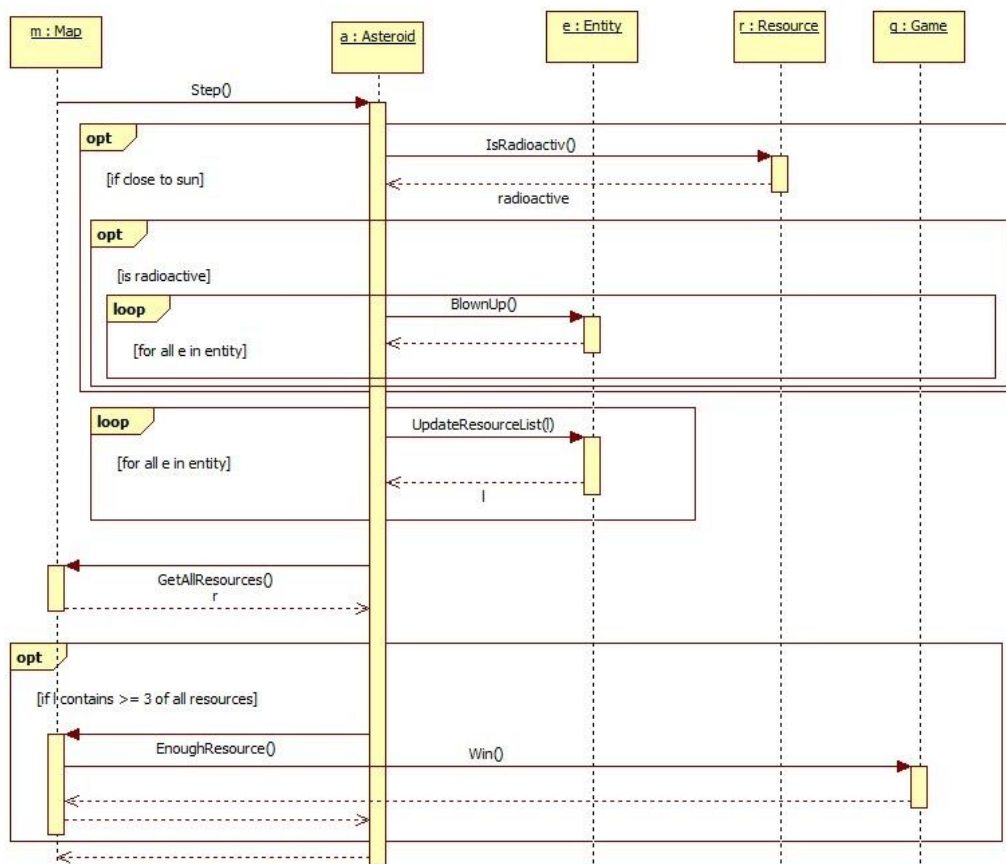 m : Map
a : Asteroid
e : Entity
r : Resource
g : Game
Step()
opt
[if close to sun]
IsRadioactiv()
radioactive
opt
[is radioactive]
loop
[for all e in entity]
BlownUp()
loop
[for all e in entity]
UpdateResourceList(l)
l
GetAllResources()
r
opt
[if l contains >= 3 of all resources]
EnoughResource()
Win()